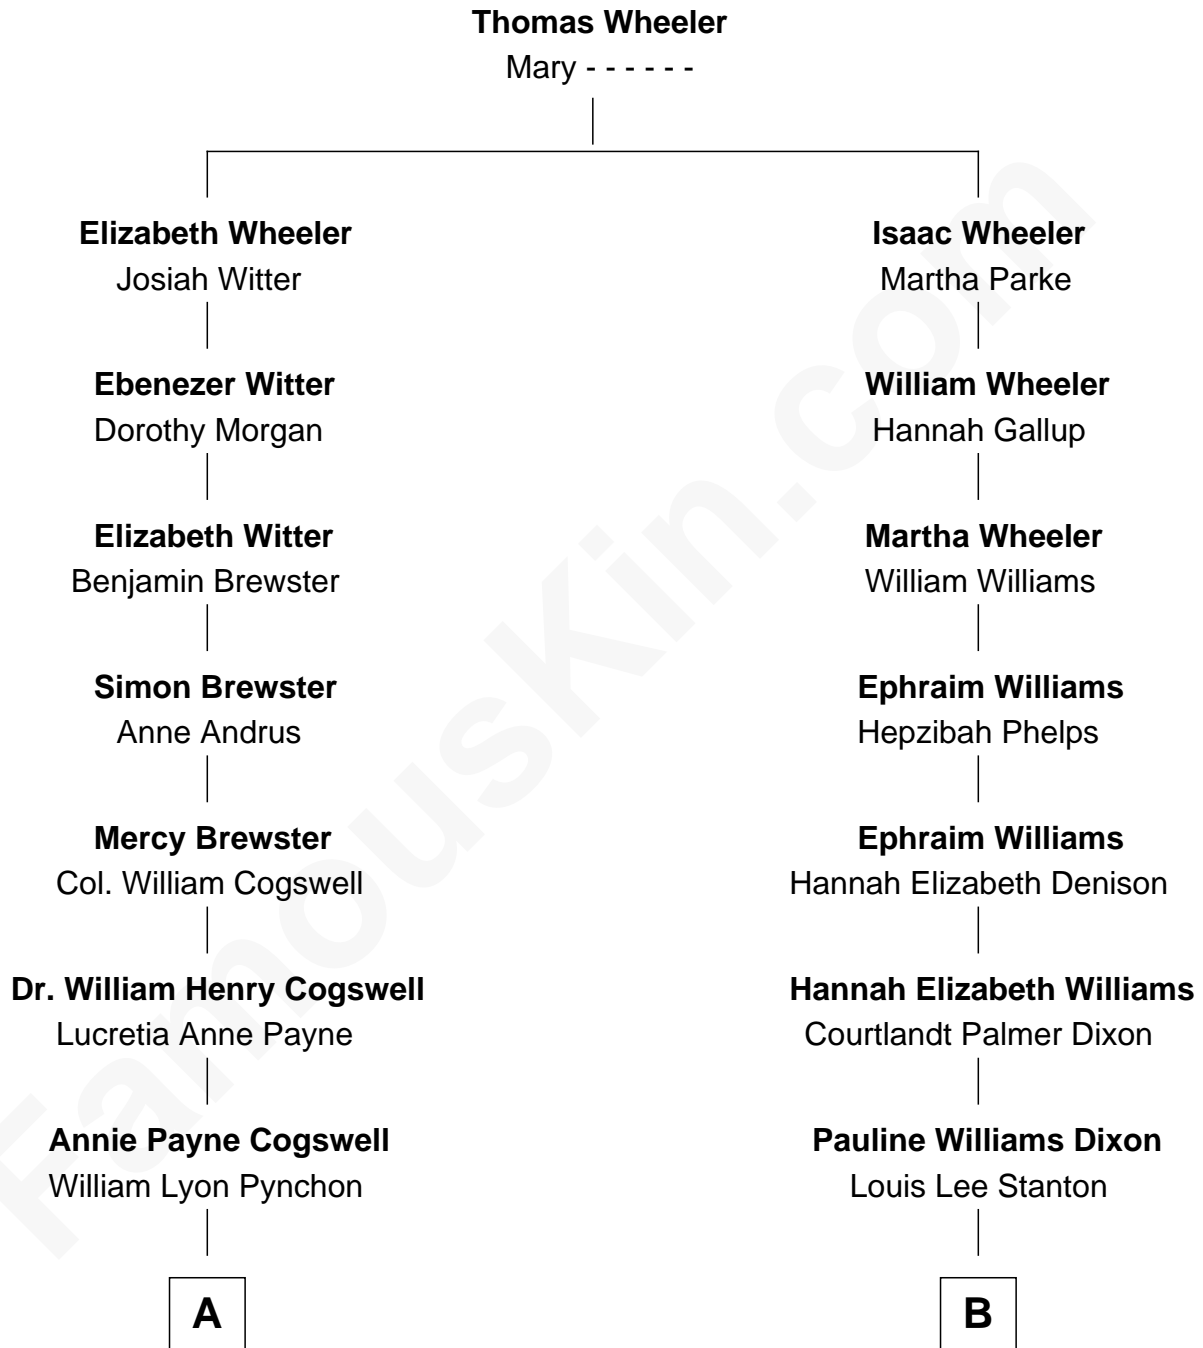 Thomas Wheeler
Mary - - - - - -
Elizabeth Wheeler
Josiah Witter
Ebenezer Witter
Dorothy Morgan
Elizabeth Witter
Benjamin Brewster
Simon Brewster
Anne Andrus
Mercy Brewster
Col. William Cogswell
Dr. William Henry Cogswell
Lucretia Anne Payne
Annie Payne Cogswell
William Lyon Pynchon
A
Isaac Wheeler
Martha Parke
William Wheeler
Hannah Gallup
Martha Wheeler
William Williams
Ephraim Williams
Hepzibah Phelps
Ephraim Williams
Hannah Elizabeth Denison
Hannah Elizabeth Williams
Courtlandt Palmer Dixon
Pauline Williams Dixon
Louis Lee Stanton
B
FamousKin.com